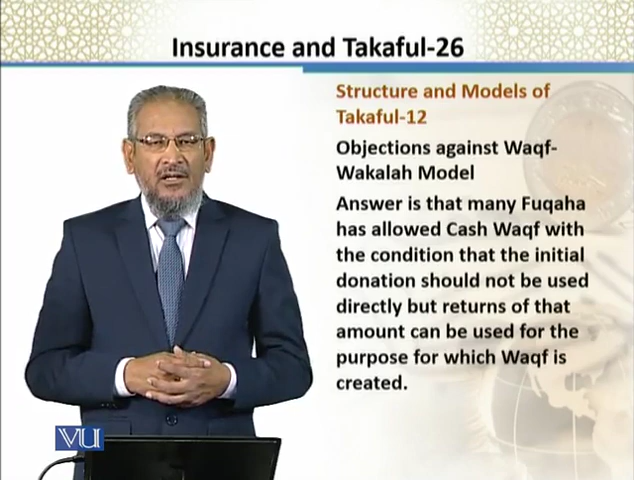 Insurance and Takaful-26
Structure and Models of
Takaful-12
Objections against Waqf-
Wakalah Model
Answer is that many Fuqaha
has allowed Cash Waqf with
the condition that the initial
donation should not be used
directly but returns of that
amount can be used for the
purpose for which Waqf is
created.
VU